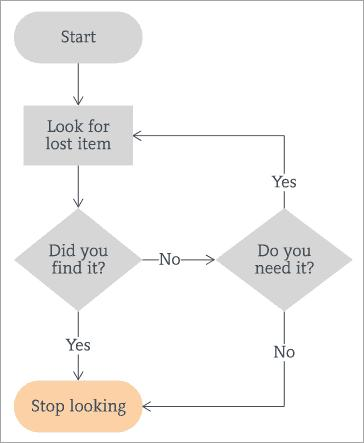 Start
Look for
lost item
Yes
Did you
find it?
No
Do you
need it?
Yes
No
Stop looking